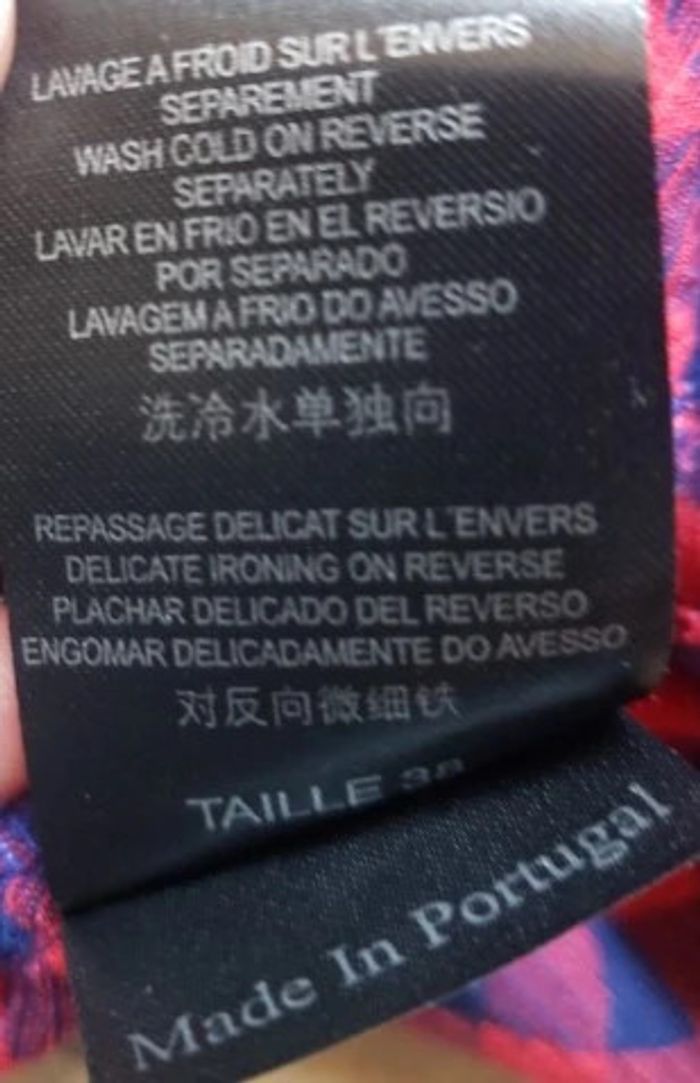 LAVAGE A FROID SUR L'ENVERS
SEPAREMENT
WASH COLD ON REVERSE
SEPARATELY
LAVAR EN FRIO EN EL REVERSIO
POR SEPARADO
LAVAGEM A FRIO DO AVESSO
SEPARADAMENTE
洗冷水单独向
REPASSAGE DELICAT SUR L'ENVERS
DELICATE IRONING ON REVERSE
PLACHAR DELICADO DEL REVERSO
ENGOMAR DELICADAMENTE DO AVESSO
对反向微细铁
TAILLE 38
Made In Portugal